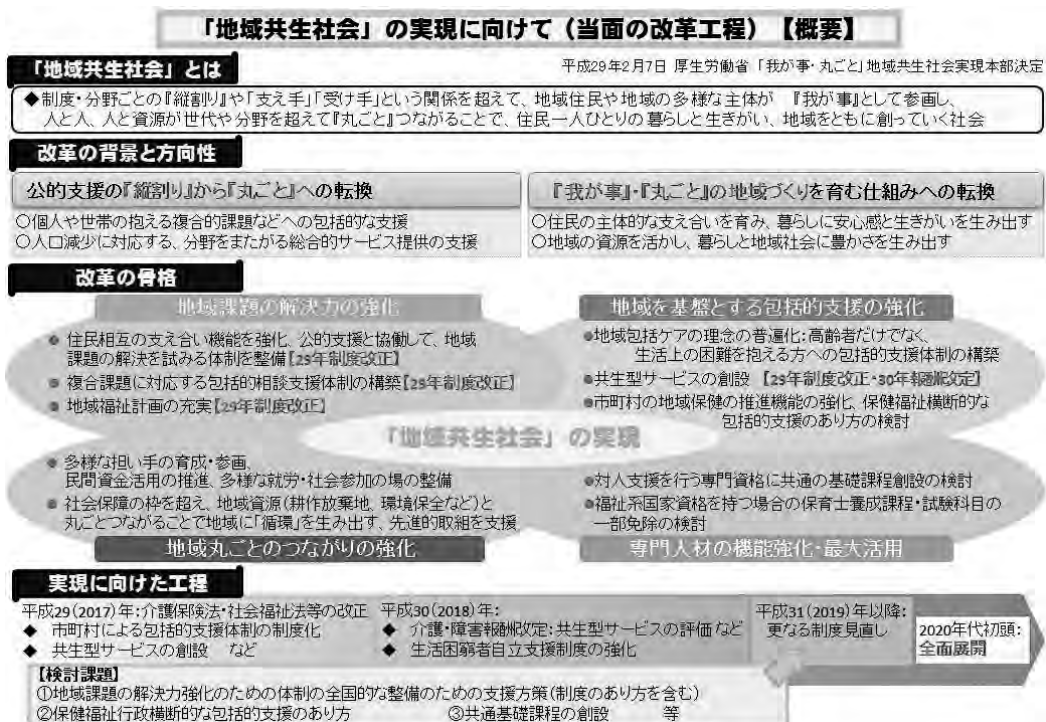 「地域共生社会」の実現に向けて（当面の改革工程）【概要】
「地域共生社会」とは
平成29年2月7日 厚生労働省 「我が事・丸ごと」地域共生社会実現本部決定
◆制度・分野ごとの『縦割り』や「支え手」「受け手」という関係を超えて、地域住民や地域の多様な主体が 『我が事』として参画し、
人と人、人と資源が世代や分野を超えて『丸ごと』つながることで、住民一人ひとりの暮らしと生きがい、地域をともに創っていく社会
改革の背景と方向性
公的支援の『縦割り』から『丸ごと』への転換
○個人や世帯の抱える複合的課題などへの包括的な支援
○人口減少に対応する、分野をまたがる総合的サービス提供の支援
『我が事』・『丸ごと』の地域づくりを育む仕組みへの転換
○住民の主体的な支え合いを育み、暮らしに安心感と生きがいを生み出す
○地域の資源を活かし、暮らしと地域社会に豊かさを生み出す
改革の骨格
地域課題の解決力の強化
● 住民相互の支え合い機能を強化、公的支援と協働して、地域
課題の解決を試みる体制を整備【29年制度改正】
● 複合課題に対応する包括的相談支援体制の構築【29年制度改正】
● 地域福祉計画の充実【29年制度改正】
地域を基盤とする包括的支援の強化
●地域包括ケアの理念の普遍化：高齢者だけでなく、
生活上の困難を抱える方への包括的支援体制の構築
●共生型サービスの創設 【29年制度改正・30年報酬改定】
●市町村の地域保健の推進機能の強化、保健福祉横断的な
包括的支援のあり方の検討
「地域共生社会」の実現
● 多様な担い手の育成・参画、
民間資金活用の推進、多様な就労・社会参加の場の整備
● 社会保障の枠を超え、地域資源（耕作放棄地、環境保全など）と
丸ごとつながることで地域に「循環」を生み出す、先進的取組を支援
地域丸ごとのつながりの強化
●対人支援を行う専門資格に共通の基礎課程創設の検討
●福祉系国家資格を持つ場合の保育士養成課程・試験科目の
一部免除の検討
専門人材の機能強化・最大活用
実現に向けた工程
平成29（2017）年：介護保険法・社会福祉法等の改正
◆ 市町村による包括的支援体制の制度化
◆ 共生型サービスの創設 など
平成30（2018）年：
◆ 介護・障害報酬改定：共生型サービスの評価 など
◆ 生活困窮者自立支援制度の強化
平成31（2019）年以降：
更なる制度見直し
2020年代初頭：
全面展開
【検討課題】
①地域課題の解決力強化のための体制の全国的な整備のための支援方策（制度のあり方を含む）
②保健福祉行政横断的な包括的支援のあり方 ③共通基礎課程の創設 等